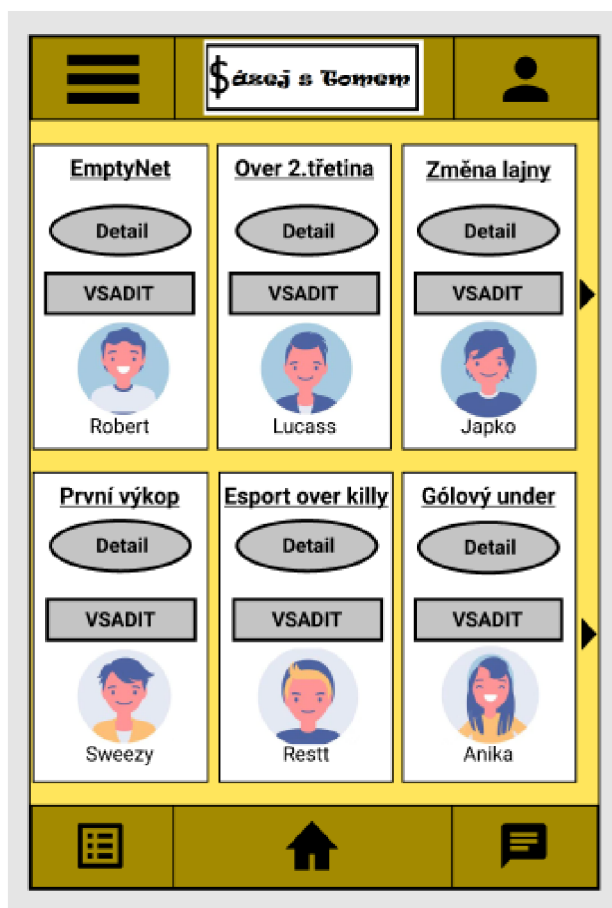 $ázej s Tomem
EmptyNet
Over 2.třetina
Změna lajny
Detail
Detail
Detail
VSADIT
VSADIT
VSADIT
Robert
Lucass
Japko
První výkop
Esport over killy
Gólový under
Detail
Detail
Detail
VSADIT
VSADIT
VSADIT
Sweezy
Restt
Anika